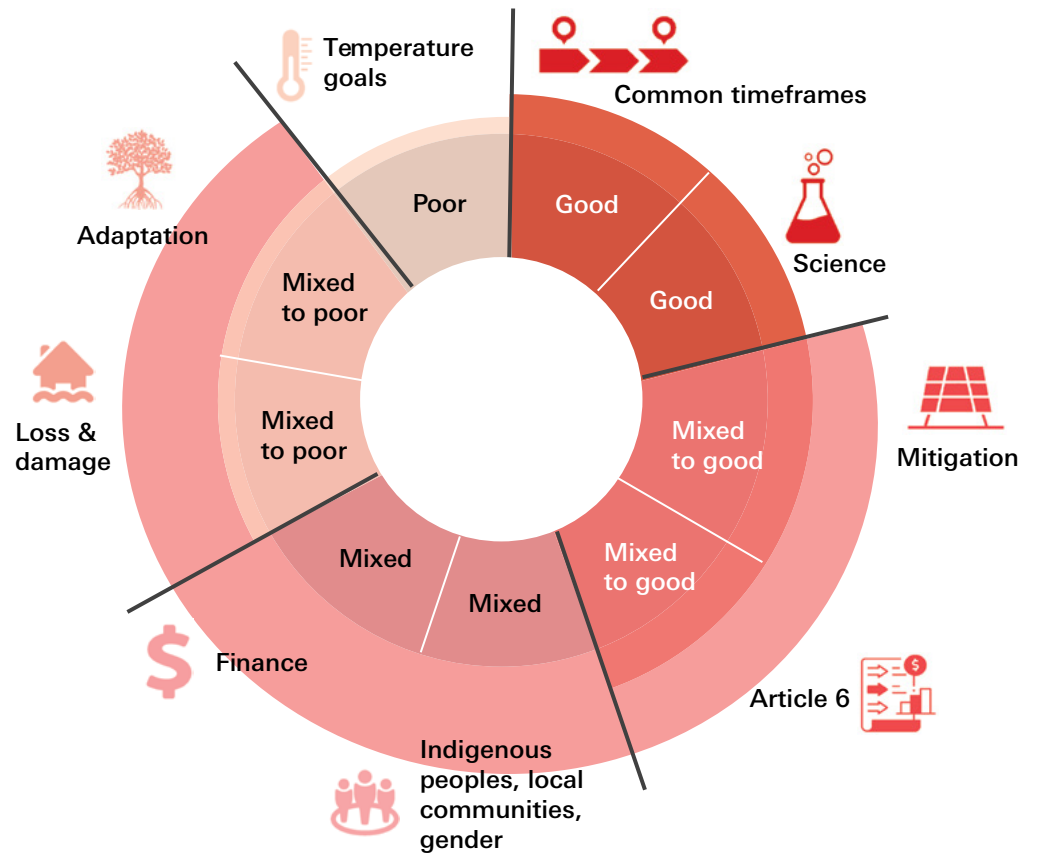 Temperature
goals
Common timeframes
Poor
Good
Science
Good
Mitigation
Mixed
to good
Article 6
$
Mixed
to good
Indigenous
peoples, local
communities,
gender
Mixed
Finance
$
Mixed
Loss &
damage
Mixed
to poor
Adaptation
Mixed
to poor